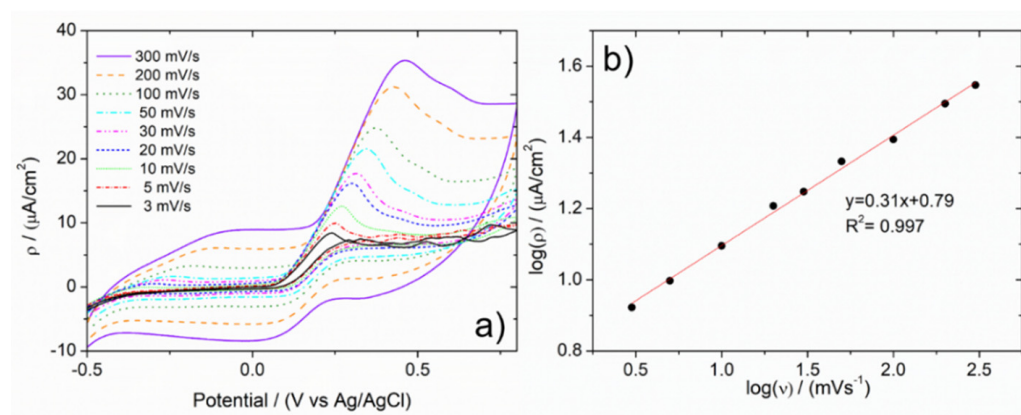 a)
ρ / (μA/cm²)
40
30
20
10
0
-10
300 mV/s
200 mV/s
100 mV/s
50 mV/s
30 mV/s
20 mV/s
10 mV/s
5 mV/s
3 mV/s
-0.5
0.0
0.5
Potential / (V vs Ag/AgCl)
b)
log(ρ) / (μA/cm²)
1.6
1.4
1.2
1.0
0.8
y=0.31x+0.79
R²= 0.997
0.5
1.0
1.5
2.0
2.5
log(ν) / (mVs⁻¹)